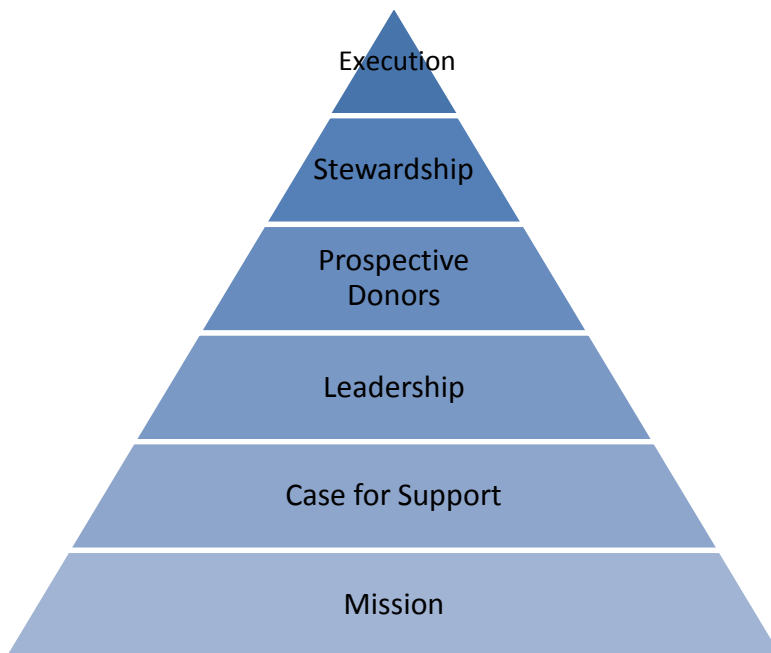 Execution
Stewardship
Prospective
Donors
Leadership
Case for Support
Mission